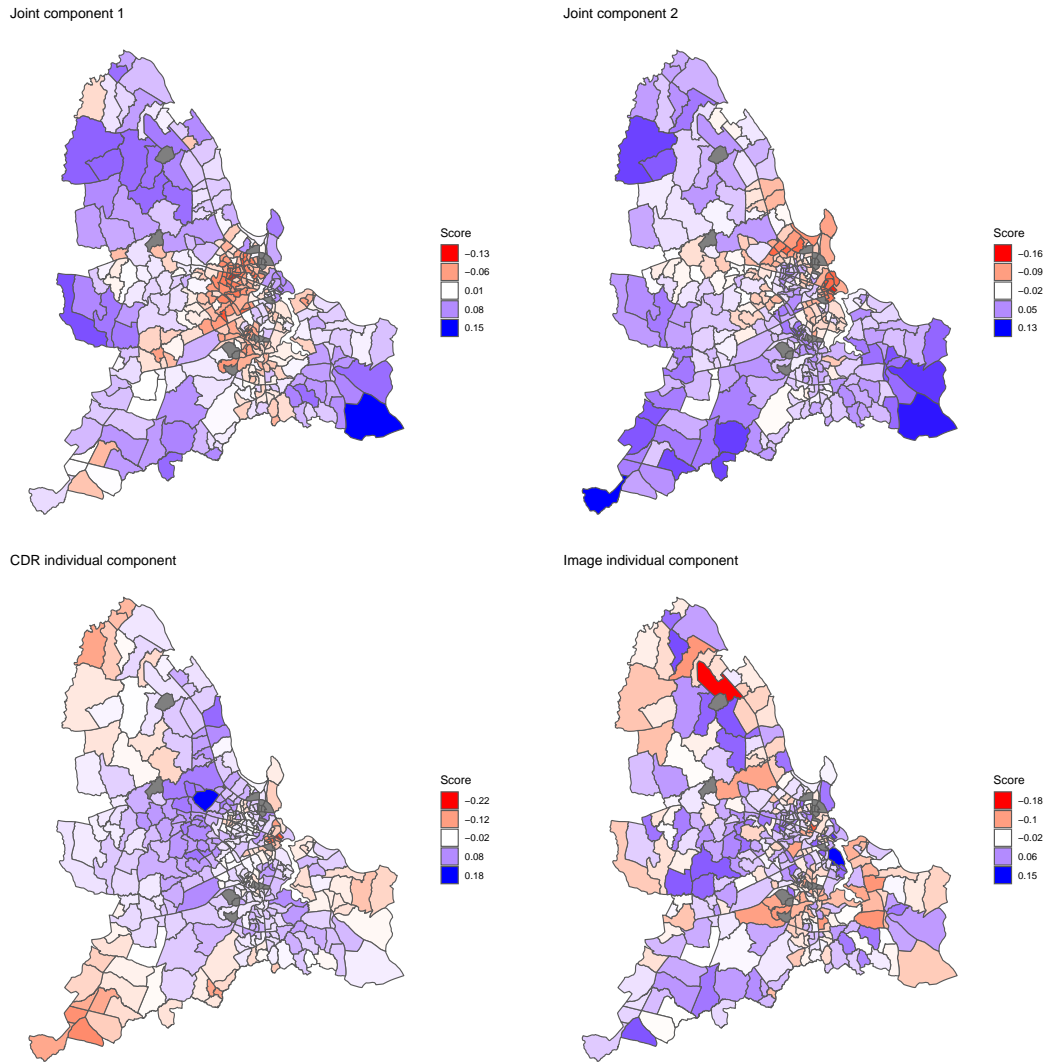 Joint component 1
Score
−0.13
−0.06
0.01
0.08
0.15
Joint component 2
Score
−0.16
−0.09
−0.02
0.05
0.13
CDR individual component
Score
−0.22
−0.12
−0.02
0.08
0.18
Image individual component
Score
−0.18
−0.1
−0.02
0.06
0.15